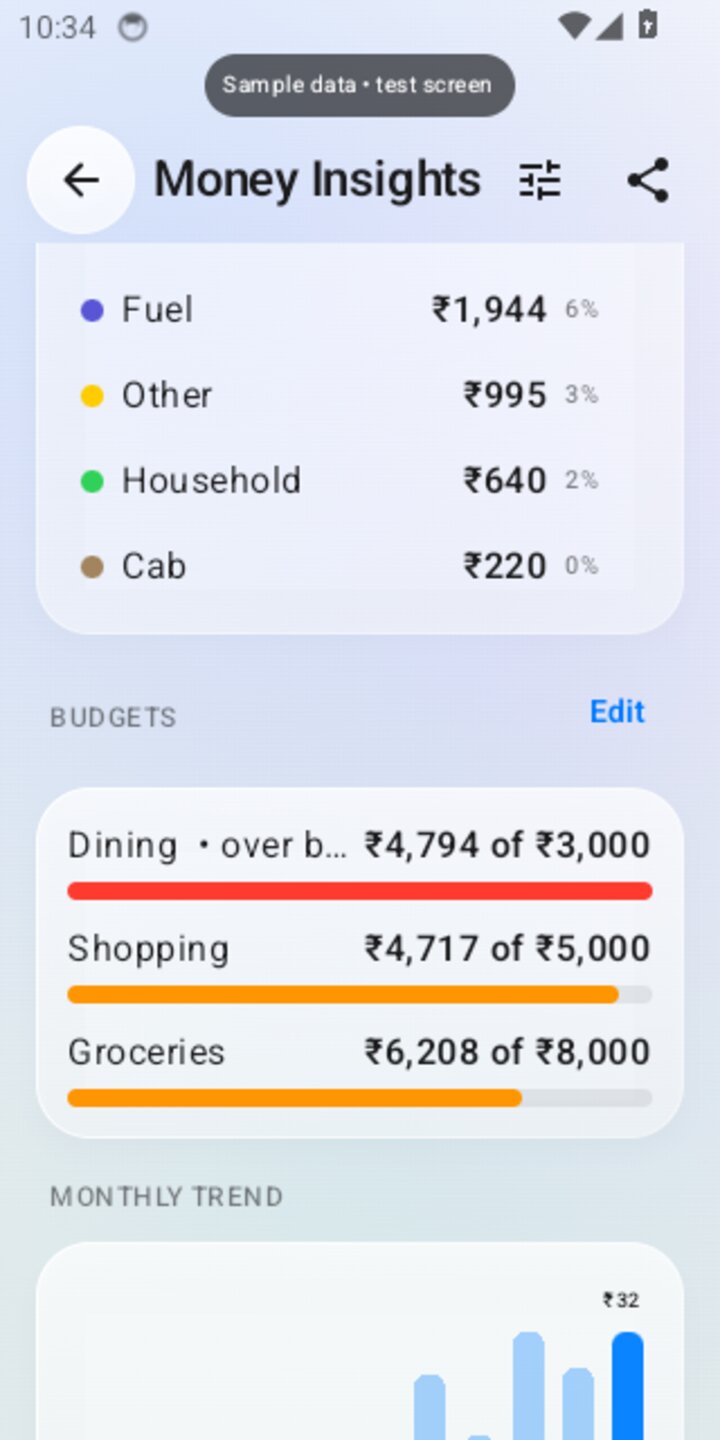 10:34
Sample data • test screen
Money Insights
Fuel ₹1,944 6%
Other ₹995 3%
Household ₹640 2%
Cab ₹220 0%
BUDGETS Edit
Dining • over b... ₹4,794 of ₹3,000
Shopping ₹4,717 of ₹5,000
Groceries ₹6,208 of ₹8,000
MONTHLY TREND
₹32